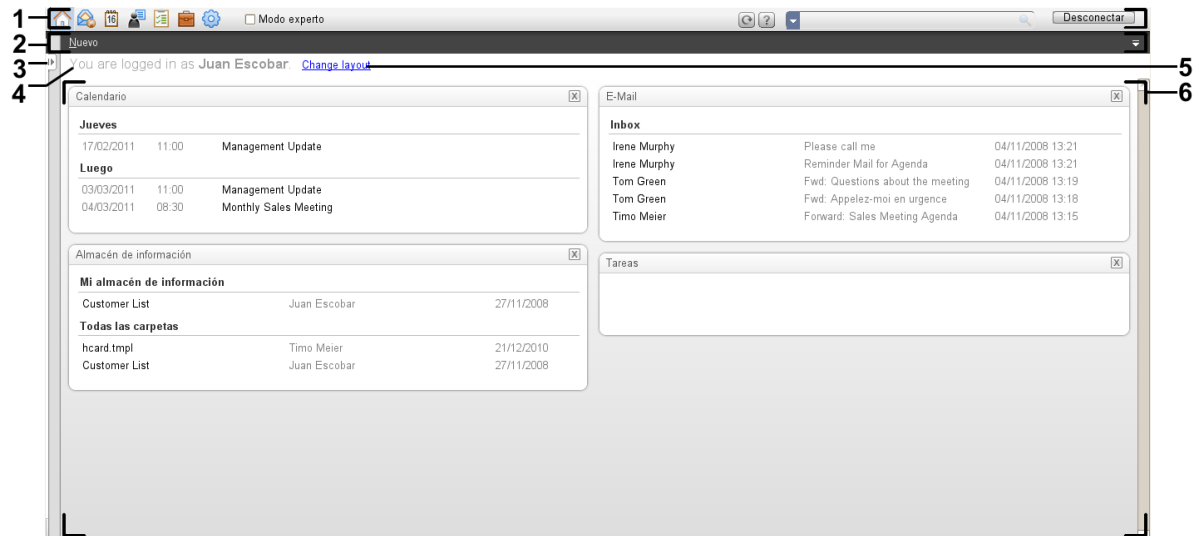 1
16
Modo experto
?
Desconectar
2
Nuevo
3
4
You are logged in as Juan Escobar. Change layout
5
6
Calendario X
Jueves
17/02/2011 11:00 Management Update
Luego
03/03/2011 11:00 Management Update
04/03/2011 08:30 Monthly Sales Meeting
E-Mail X
Inbox
Irene Murphy Please call me 04/11/2008 13:21
Irene Murphy Reminder Mail for Agenda 04/11/2008 13:21
Tom Green Fwd: Questions about the meeting 04/11/2008 13:19
Tom Green Fwd: Appelez-moi en urgence 04/11/2008 13:18
Timo Meier Forward: Sales Meeting Agenda 04/11/2008 13:15
Almacén de información X
Mi almacén de información
Customer List Juan Escobar 27/11/2008
Todas las carpetas
hcard.tmpl Timo Meier 21/12/2010
Customer List Juan Escobar 27/11/2008
Tareas X